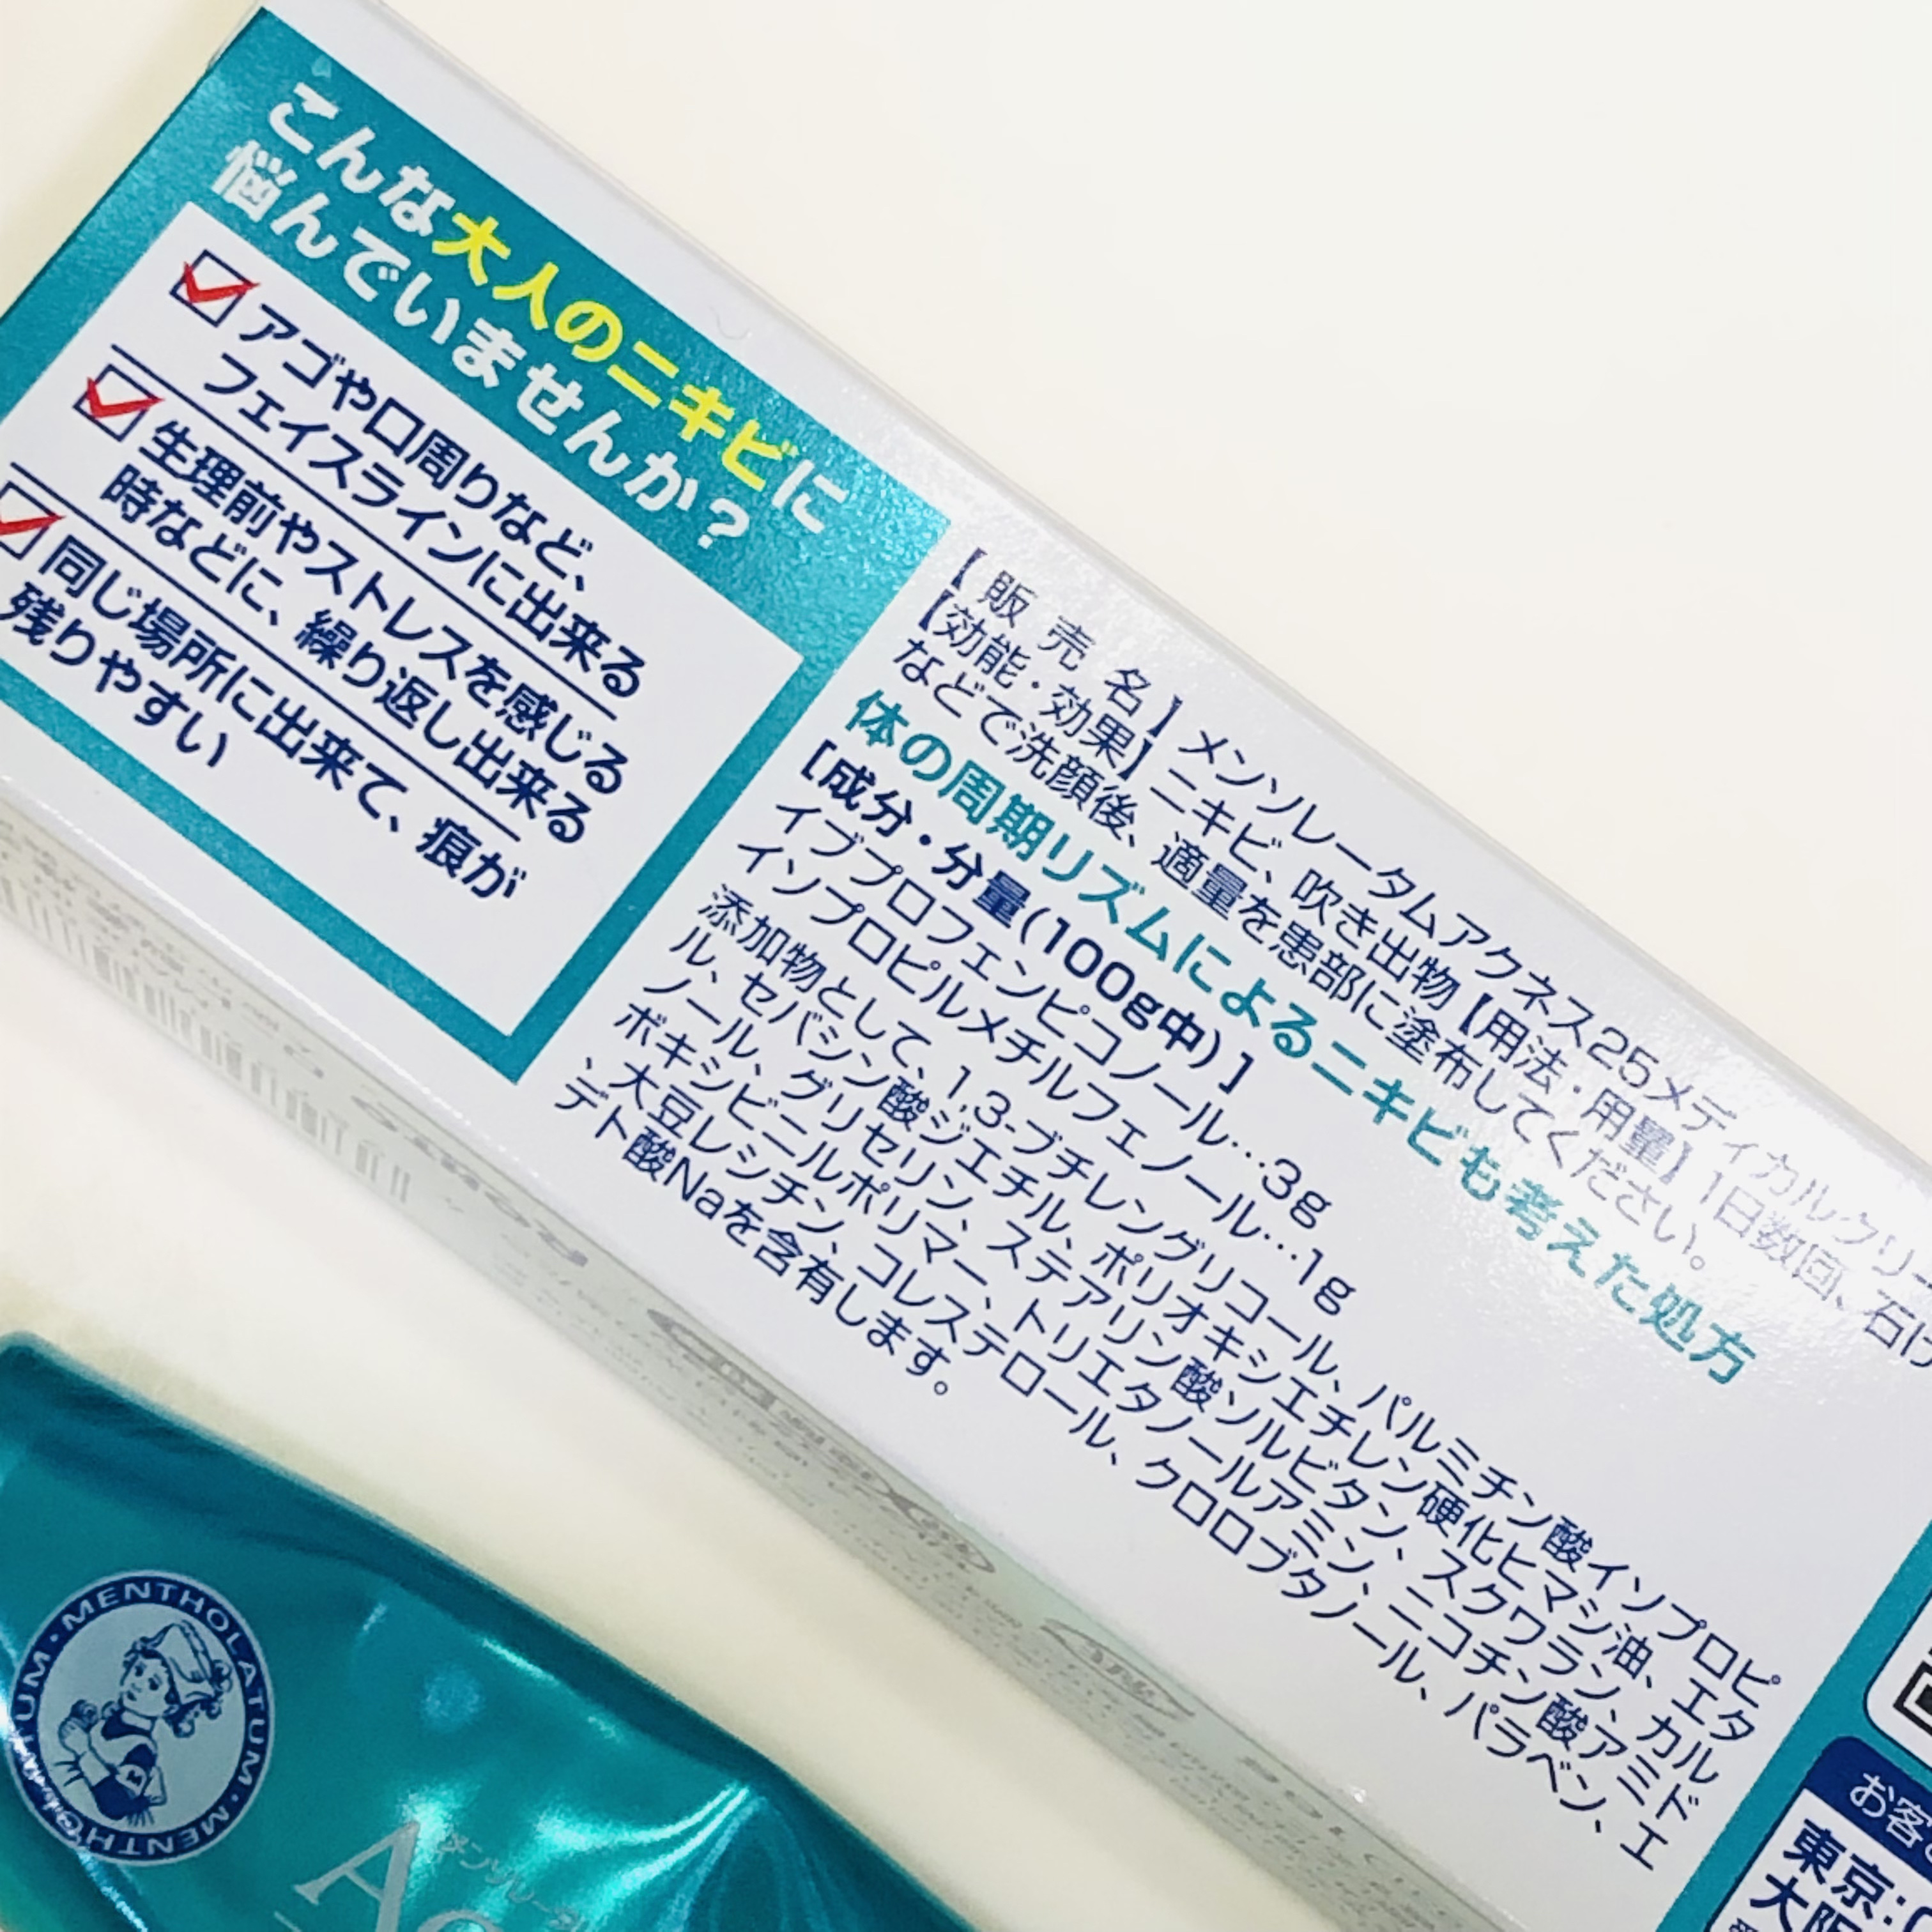 こんな大人のニキビに
悩んでいませんか?
アゴや口周りなど、
フェイスラインに出来る
生理前やストレスを感じる
時などに、繰り返し出来る
同じ場所に出来て、痕が
残りやすい
【販売名】メンソレータムアクネス25メディカルクリー
【効能・効果】ニキビ、吹き出物【用法・用量】1日数回、石け
などで洗顔後、適量を患部に塗布してください。
体の周期リズムによるニキビも考えた処方
[成分・分量(100g中)]
イブプロフェンピコノール…3g
イソプロピルメチルフェノール…1g
添加物として、1,3-ブチレングリコール、パルミチン酸イソプロピ
ル、セバシン酸ジエチル、ポリオキシエチレン硬化ヒマシ油、エタ
ノール、グリセリン、ステアリン酸ソルビタン、スクワラン、カル
ボキシビニルポリマー、トリエタノールアミン、ニコチン酸アミド
、大豆レシチン、コレステロール、クロロブタノール、パラベン、エ
デト酸Naを含有します。
お客
東京:
大阪
MENTHOLATUM・MENTHOLATUM
メンソレータム
Ac